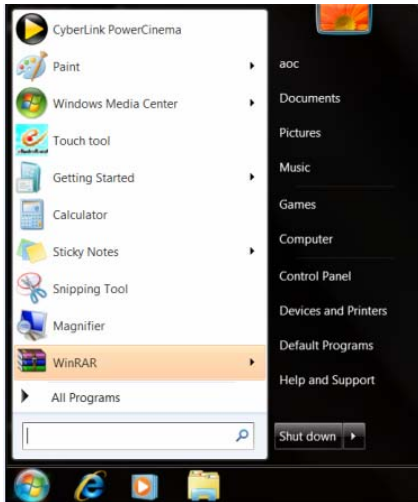 CyberLink PowerCinema
Paint
Windows Media Center
Touch tool
Getting Started
Calculator
Sticky Notes
Snipping Tool
Magnifier
WinRAR
All Programs
aoc
Documents
Pictures
Music
Games
Computer
Control Panel
Devices and Printers
Default Programs
Help and Support
Shut down